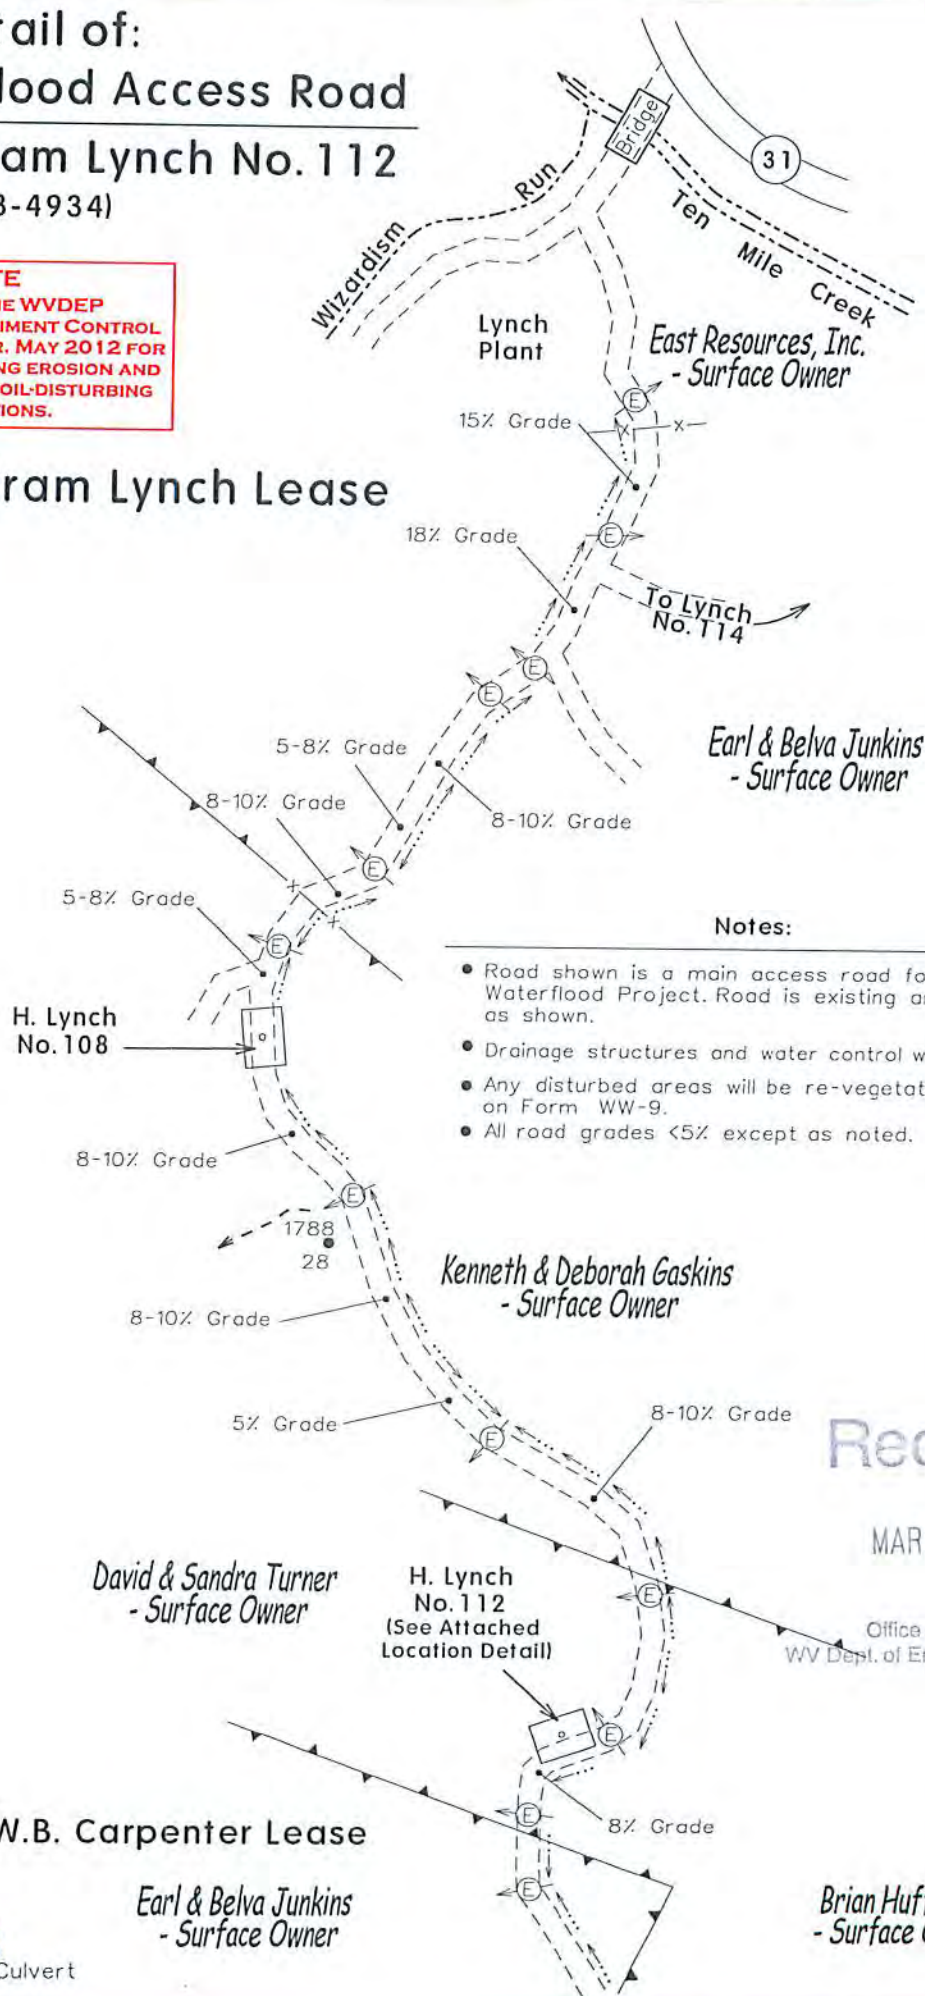 tail of:
lood Access Road
ram Lynch No. 112
3-4934)
TE
HE WVDEP
IMENT CONTROL
R. MAY 2012 FOR
NG EROSION AND
OIL-DISTURBING
TIONS.
ram Lynch Lease
Bridge
31
Wizardism Run
Ten Mile Creek
Lynch
Plant
East Resources, Inc.
- Surface Owner
E
15% Grade
x x
E
18% Grade
To Lynch
No. T14
E
E
Earl & Belva Junkins
- Surface Owner
5-8% Grade
8-10% Grade
8-10% Grade
E
5-8% Grade
x
x
E
Notes:
● Road shown is a main access road fo
Waterflood Project. Road is existing a
as shown.
● Drainage structures and water control w
● Any disturbed areas will be re-vegetat
on Form WW-9.
● All road grades <5% except as noted.
H. Lynch
No. 108
8-10% Grade
E
1788
28
Kenneth & Deborah Gaskins
- Surface Owner
8-10% Grade
5% Grade
E
8-10% Grade
Rec
MAR
Office
WV Dept. of E
David & Sandra Turner
- Surface Owner
H. Lynch
No. 112
(See Attached
Location Detail)
E
E
E
8% Grade
W.B. Carpenter Lease
E
Earl & Belva Junkins
- Surface Owner
Brian Huf
- Surface
Culvert